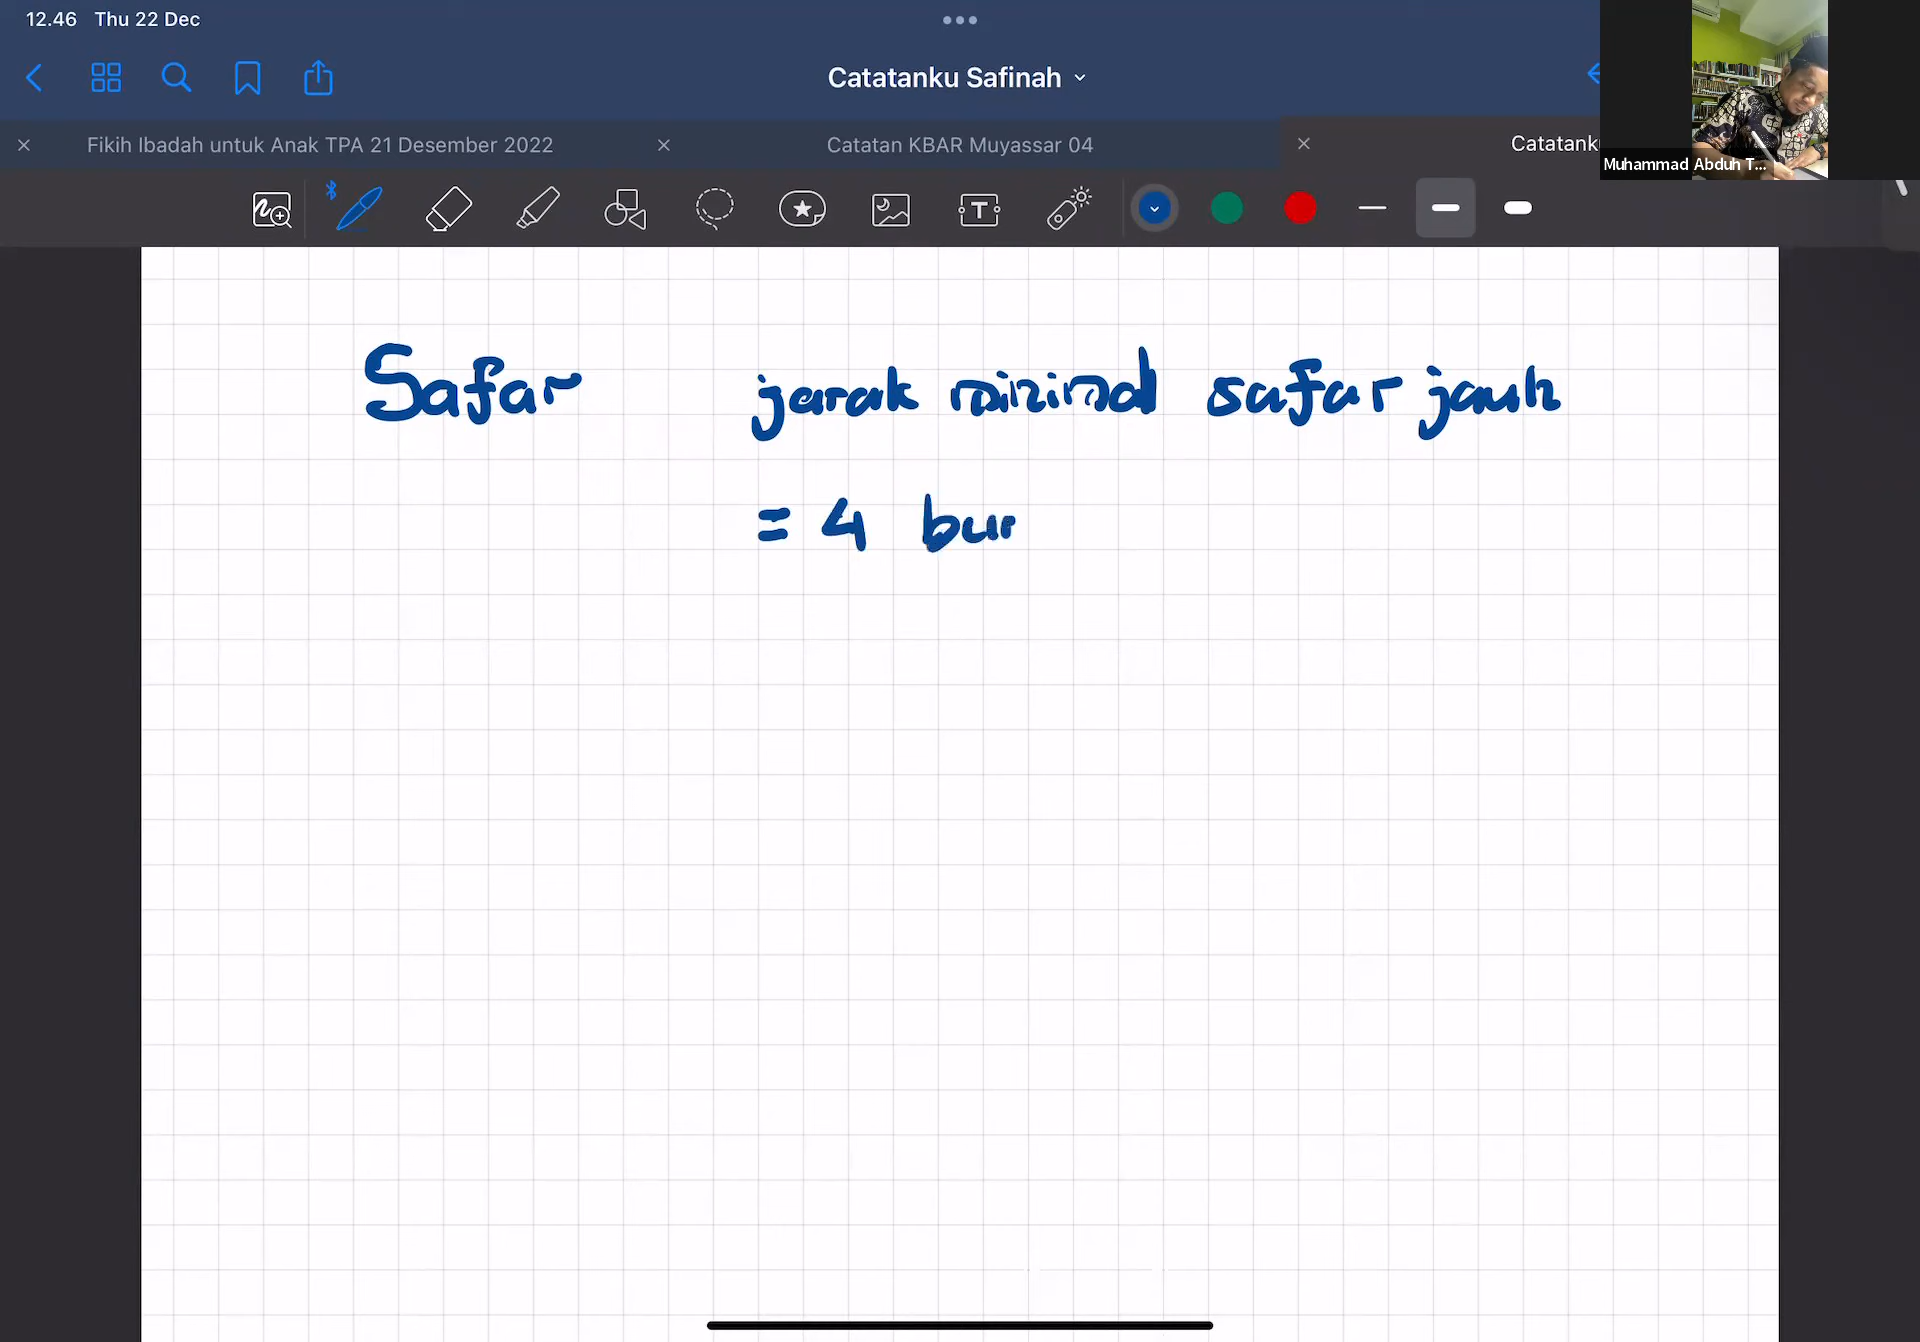 12.46 Thu 22 Dec
Catatanku Safinah
Fikih Ibadah untuk Anak TPA 21 Desember 2022
Catatan KBAR Muyassar 04
Catatank
Muhammad Abduh T...
T
Safar jarak minimal safar jauh
= 4 bur